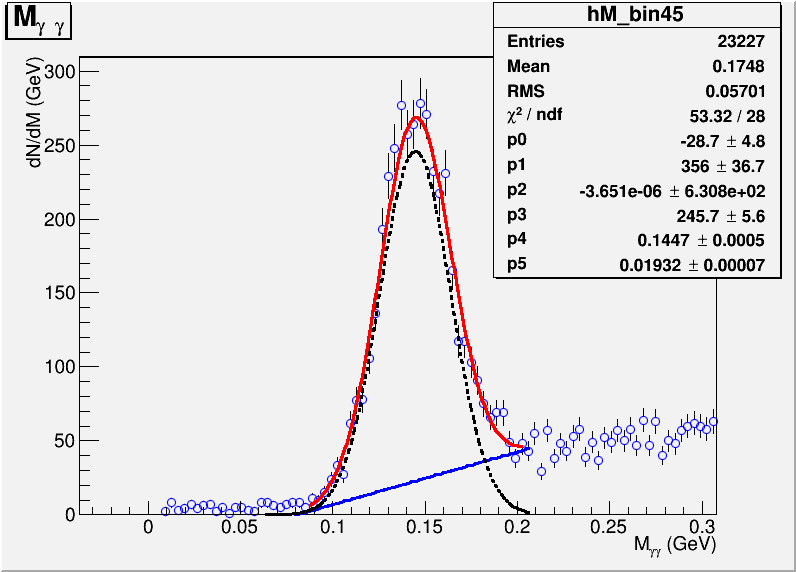 M γ γ
hM_bin45
Entries 23227
Mean 0.1748
RMS 0.05701
χ² / ndf 53.32 / 28
p0 -28.7 ± 4.8
p1 356 ± 36.7
p2 -3.651e-06 ± 6.308e+02
p3 245.7 ± 5.6
p4 0.1447 ± 0.0005
p5 0.01932 ± 0.00007
dN/dM (GeV)
300
250
200
150
100
50
0
0 0.05 0.1 0.15 0.2 0.25 0.3
Mγγ (GeV)